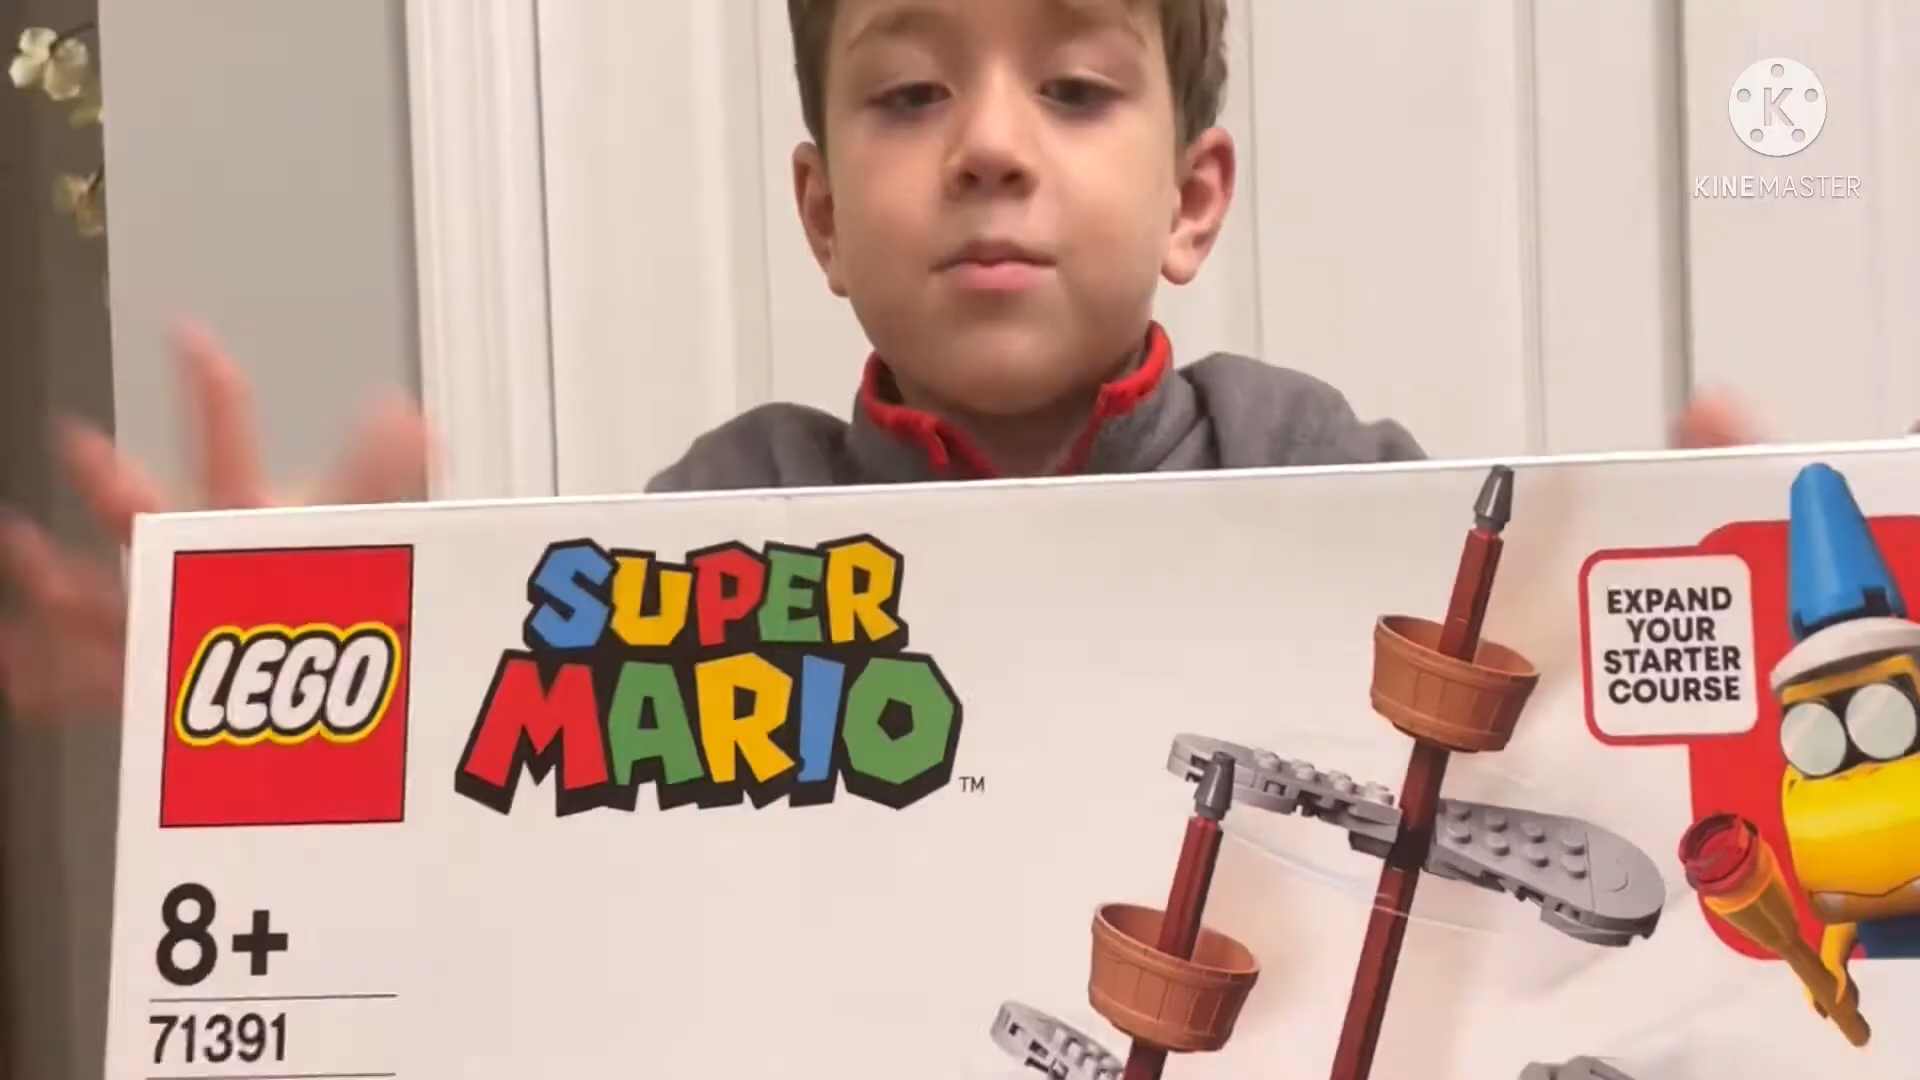 K
KINEMASTER
LEGO
SUPER
MARIO
™
EXPAND
YOUR
STARTER
COURSE
8+
71391